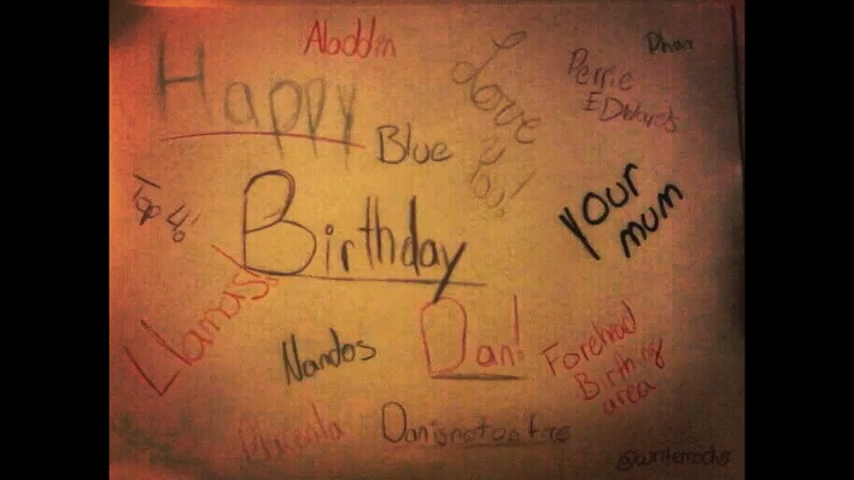 Aladdin
Happy
Love
you!
Perrie
EDwards
Blue
Top 4!
Birthday
your
mum
Llamas!
Nandos
Dan!
Forehead
Birthing
area
Placenta
Danisnotonfire